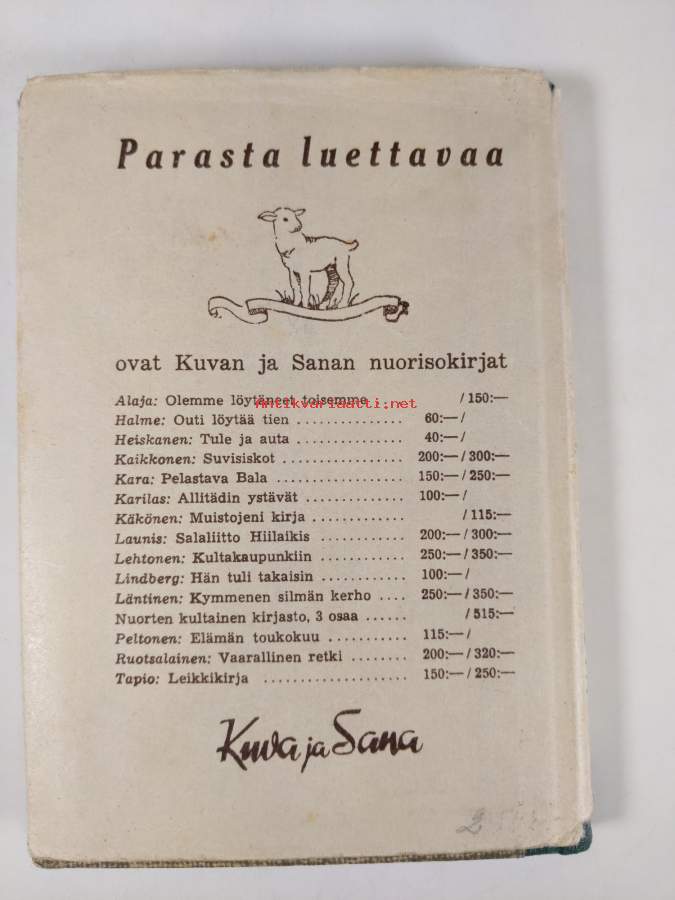 Parasta luettavaa
ovat Kuvan ja Sanan nuorisokirjat
Alaja: Olemme löytäneet toisemme /150:—
antikvariaatti.net
Halme: Outi löytää tien ............... 60:—/
Heiskanen: Tule ja auta ............... 40:—/
Kaikkonen: Suvisiskot ................. 200:—/300:—
Kara: Pelastava Bala .................. 150:—/250:—
Karilas: Allitädin ystävät ............. 100:—/
Käkönen: Muistojeni kirja ............. /115:—
Launis: Salaliitto Hiilaikis ............ 200:—/300:—
Lehtonen: Kultakaupunkiin ............. 250:—/350:—
Lindberg: Hän tuli takaisin ............ 100:—/
Läntinen: Kymmenen silmän kerho .... 250:—/350:—
Nuorten kultainen kirjasto, 3 osaa ...... /515:—
Peltonen: Elämän toukokuu ........... 115:—/
Ruotsalainen: Vaarallinen retki ........ 200:—/320:—
Tapio: Leikkikirja .................... 150:—/250:—
Kuva ja Sana